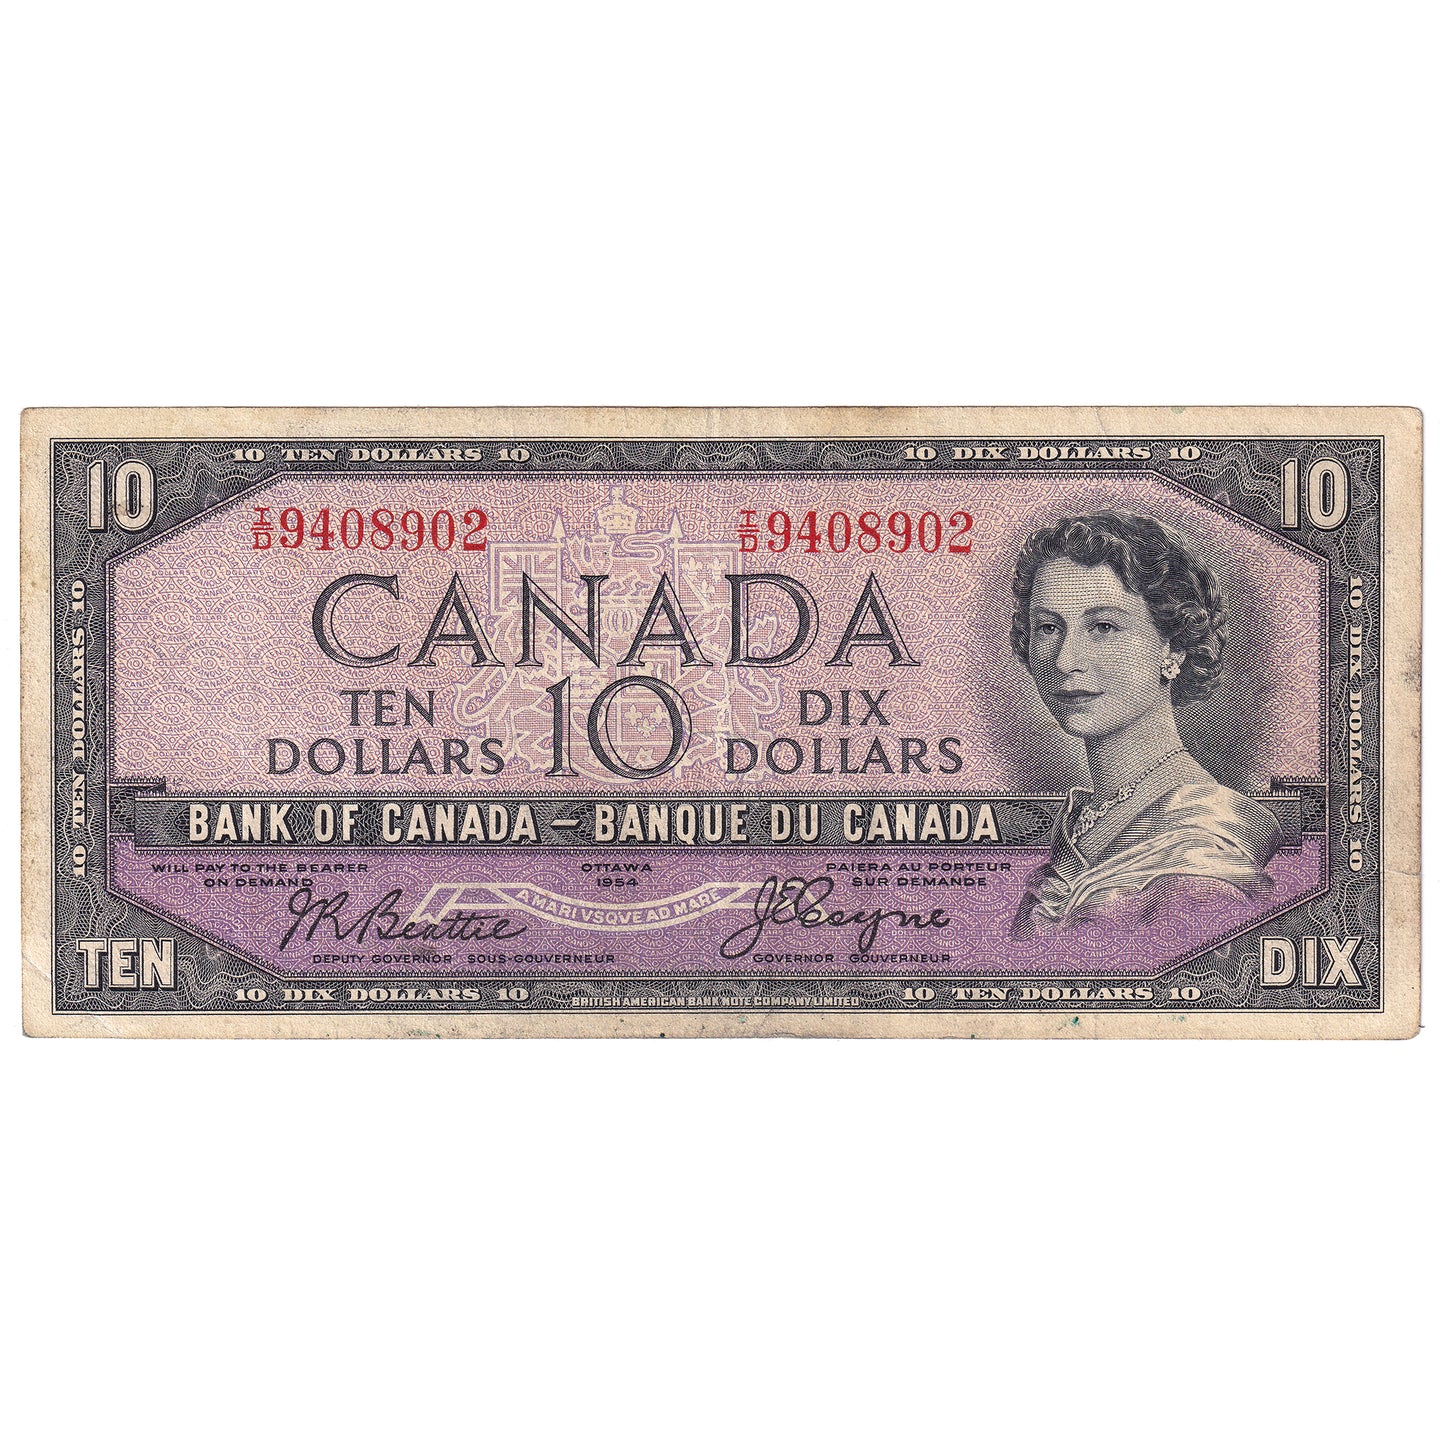 10 TEN DOLLARS 10
10 DIX DOLLARS 10
10
10
I/D 9408902
I/D 9408902
CANADA
10 TEN DOLLARS 10
10 DIX DOLLARS 10
TEN
DOLLARS
10
DIX
DOLLARS
BANK OF CANADA – BANQUE DU CANADA
WILL PAY TO THE BEARER
ON DEMAND
OTTAWA
1954
PAIERA AU PORTEUR
SUR DEMANDE
A MARI VSQVE AD MARE
J R Beattie
J E Coyne
DEPUTY GOVERNOR SOUS-GOUVERNEUR
GOVERNOR GOUVERNEUR
TEN
DIX
10 DIX DOLLARS 10
BRITISH AMERICAN BANK NOTE COMPANY LIMITED
10 TEN DOLLARS 10